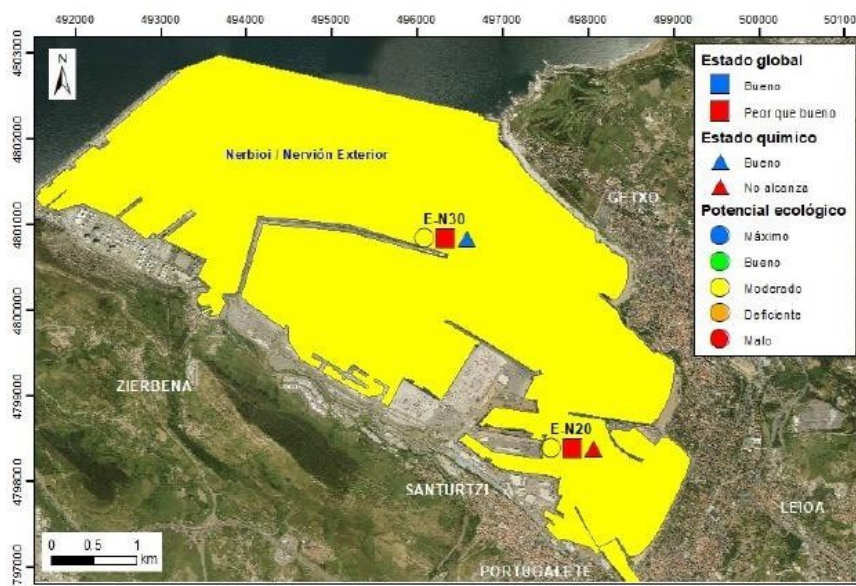 492000 493000 494000 495000 496000 497000 498000 499000 500000 501000
4803000
4802000
4801000
4800000
4799000
4798000
4797000
N
Nerbioi / Nervión Exterior
E-N30
GETXO
ZIERBENA
E-N20
SANTURTZI
LEIOA
PORTUGALETE
0 0.5 1
km
Estado global
Bueno
Peor que bueno
Estado químico
Bueno
No alcanza
Potencial ecológico
Máximo
Bueno
Moderado
Deficiente
Malo